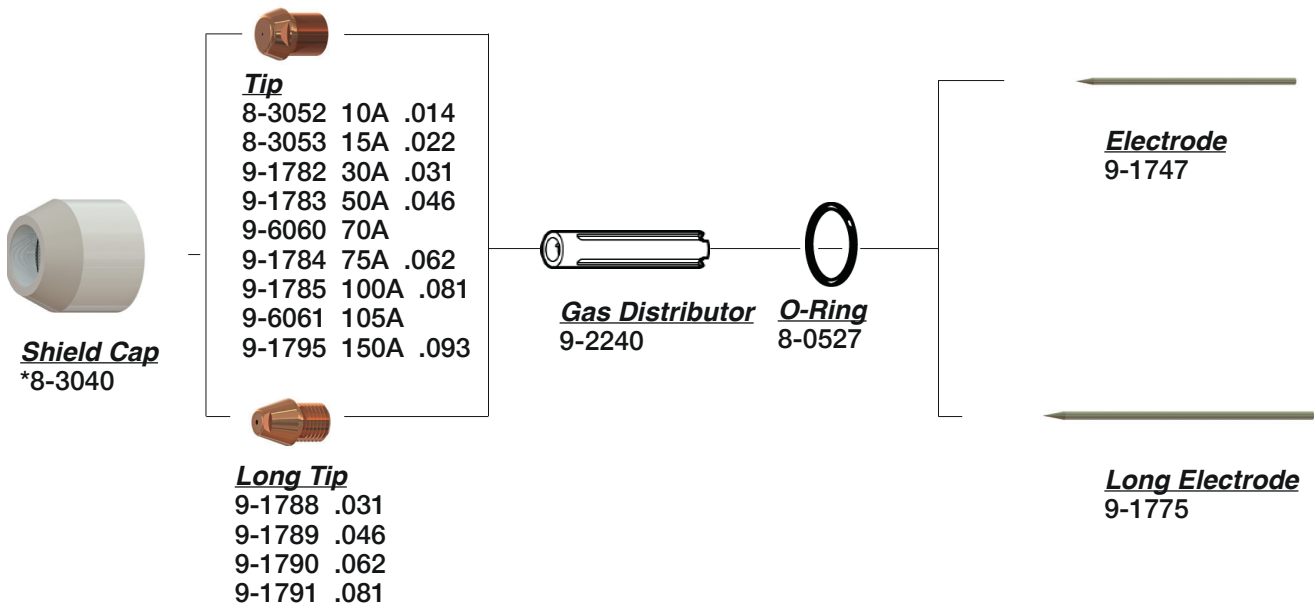 Tip
8-3052 10A .014
8-3053 15A .022
9-1782 30A .031
9-1783 50A .046
9-6060 70A
9-1784 75A .062
9-1785 100A .081
9-6061 105A
9-1795 150A .093
Shield Cap
*8-3040
Long Tip
9-1788 .031
9-1789 .046
9-1790 .062
9-1791 .081
Gas Distributor
9-2240
O-Ring
8-0527
Electrode
9-1747
Long Electrode
9-1775